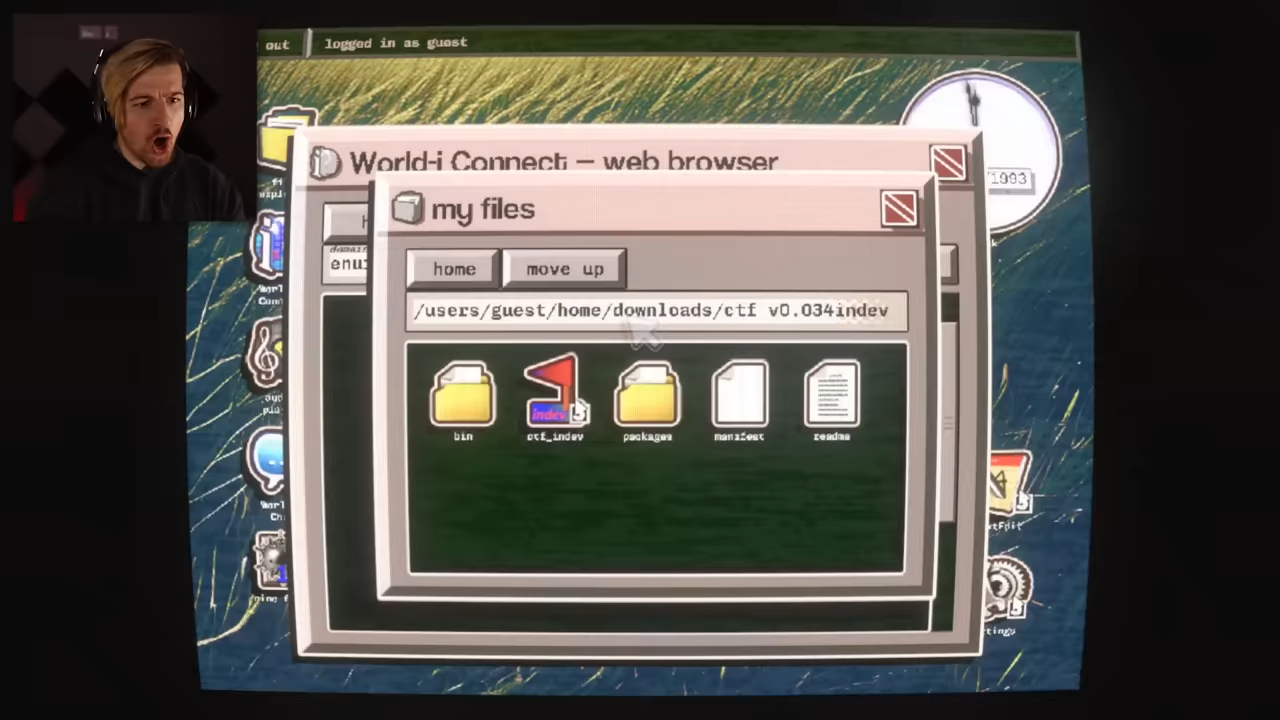 out
logged in as guest
World-i Connect — web browser
1993
my files
home
move up
/users/guest/home/downloads/ctf v0.034indev
indev
bin
ctf_indev
packages
manifest
readme